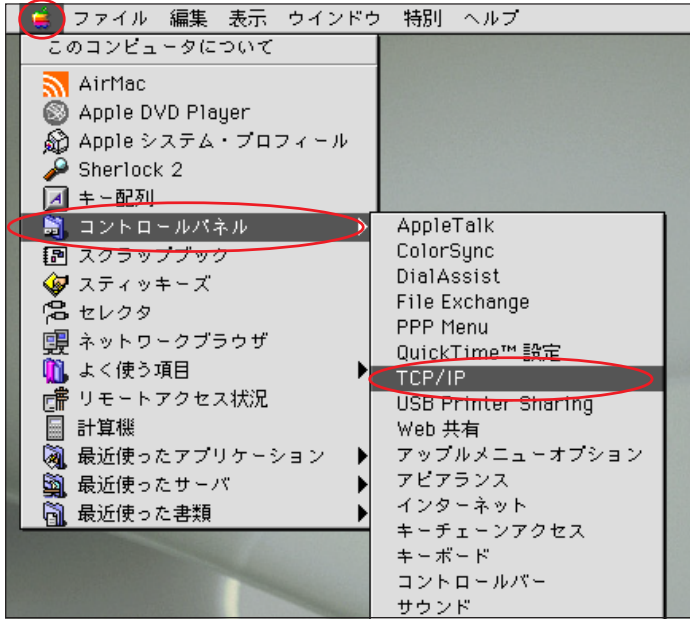 ファイル 編集 表示 ウインドウ 特別 ヘルプ
このコンピュータについて
AirMac
Apple DVD Player
Apple システム・プロフィール
Sherlock 2
キー配列
コントロールパネル
スクラップブック
スティッキーズ
セレクタ
ネットワークブラウザ
よく使う項目
リモートアクセス状況
計算機
最近使ったアプリケーション
最近使ったサーバ
最近使った書類
AppleTalk
ColorSync
DialAssist
File Exchange
PPP Menu
QuickTime™ 設定
TCP/IP
USB Printer Sharing
Web 共有
アップルメニューオプション
アピアランス
インターネット
キーチェーンアクセス
キーボード
コントロールバー
サウンド